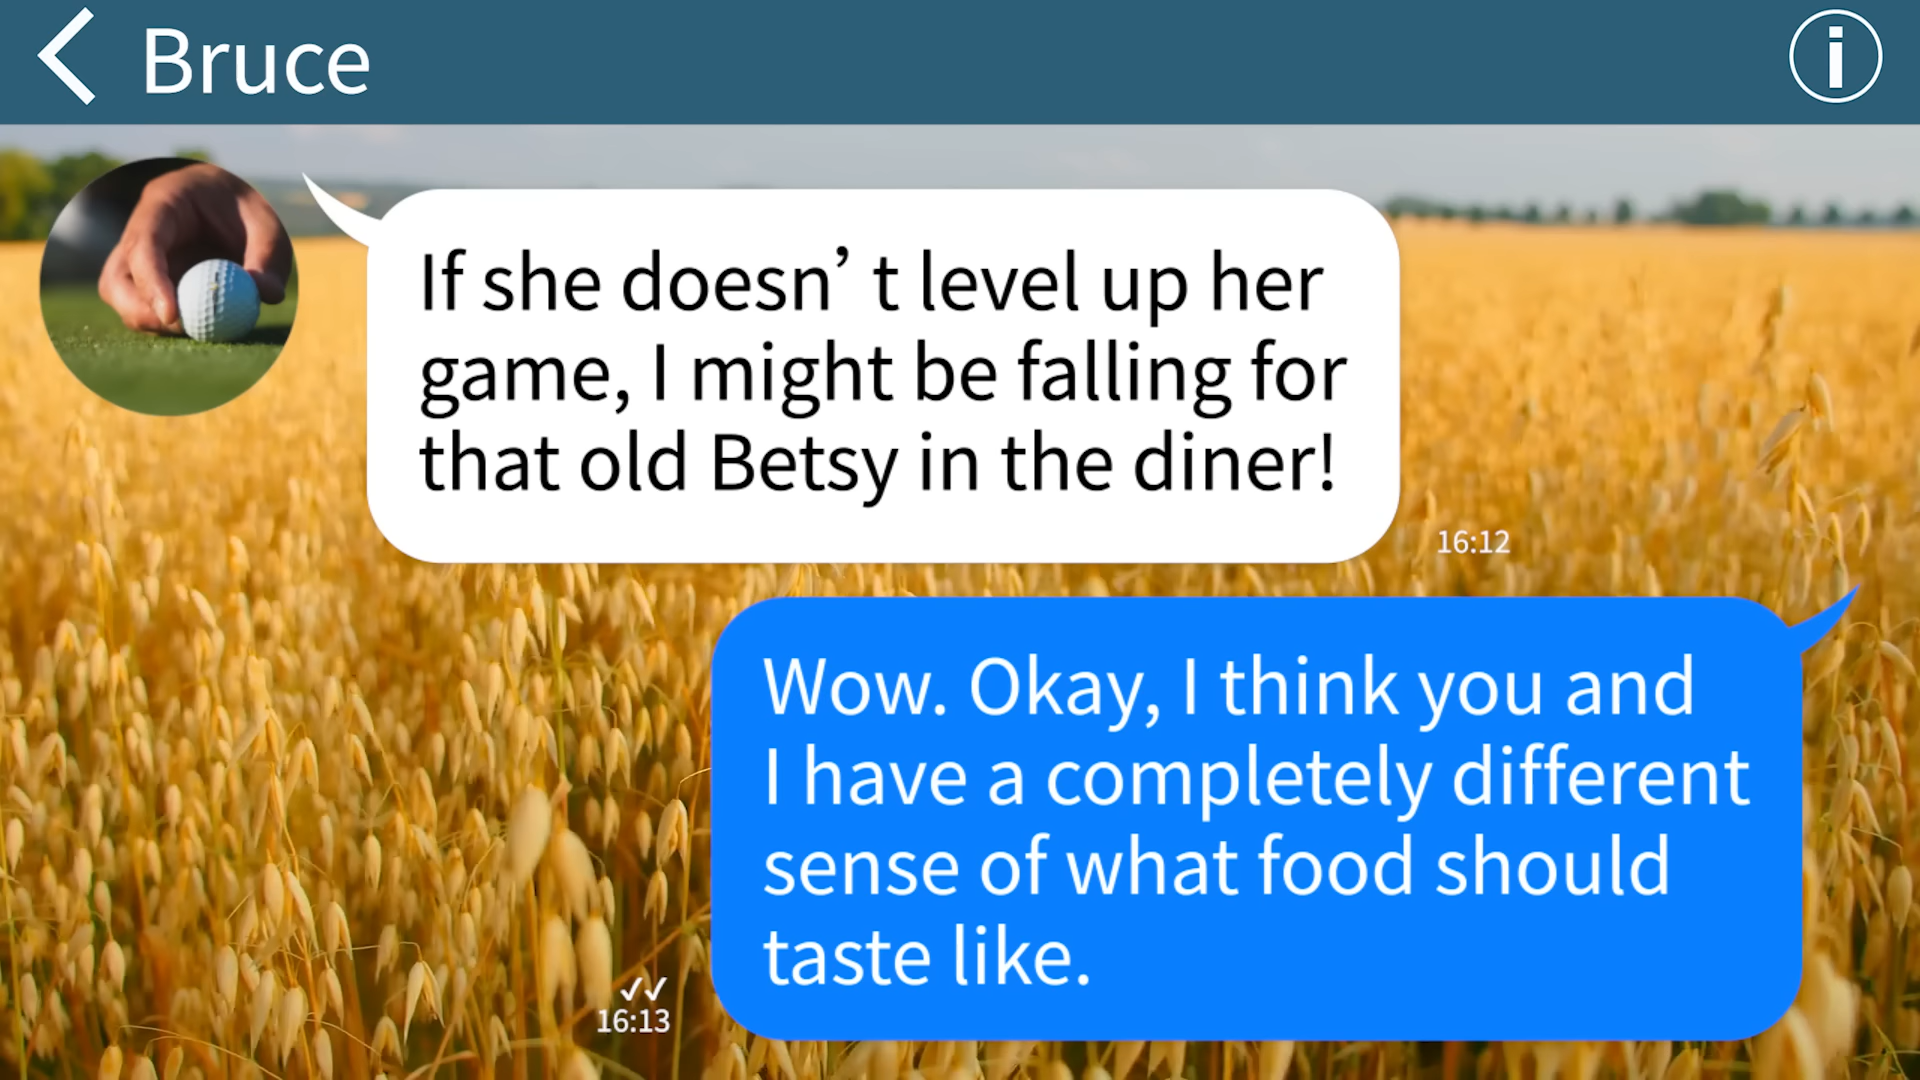 Bruce
If she doesn’ t level up her
game, I might be falling for
that old Betsy in the diner!
16:12
Wow. Okay, I think you and
I have a completely different
sense of what food should
taste like.
16:13